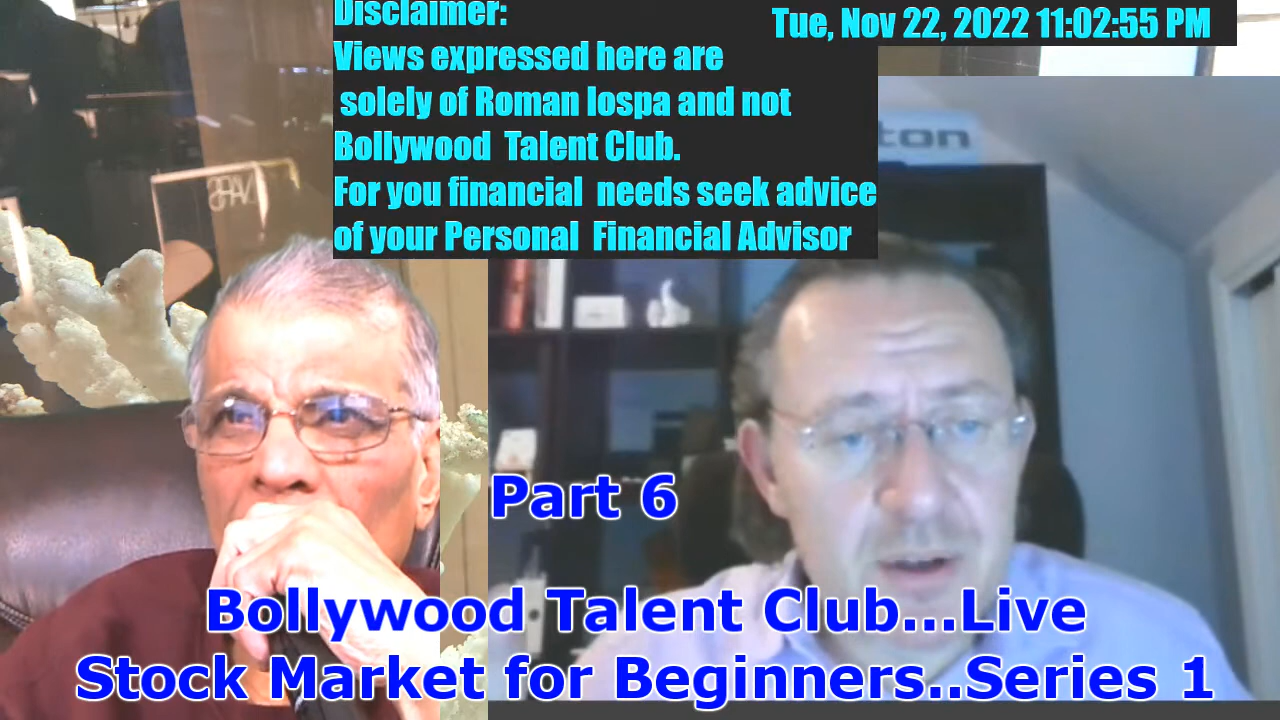 Disclaimer:
Tue, Nov 22, 2022 11:02:55 PM
Views expressed here are
solely of Roman Iospa and not
Bollywood Talent Club.
For you financial needs seek advice
of your Personal Financial Advisor
ton
Part 6
Bollywood Talent Club...Live
Stock Market for Beginners..Series 1